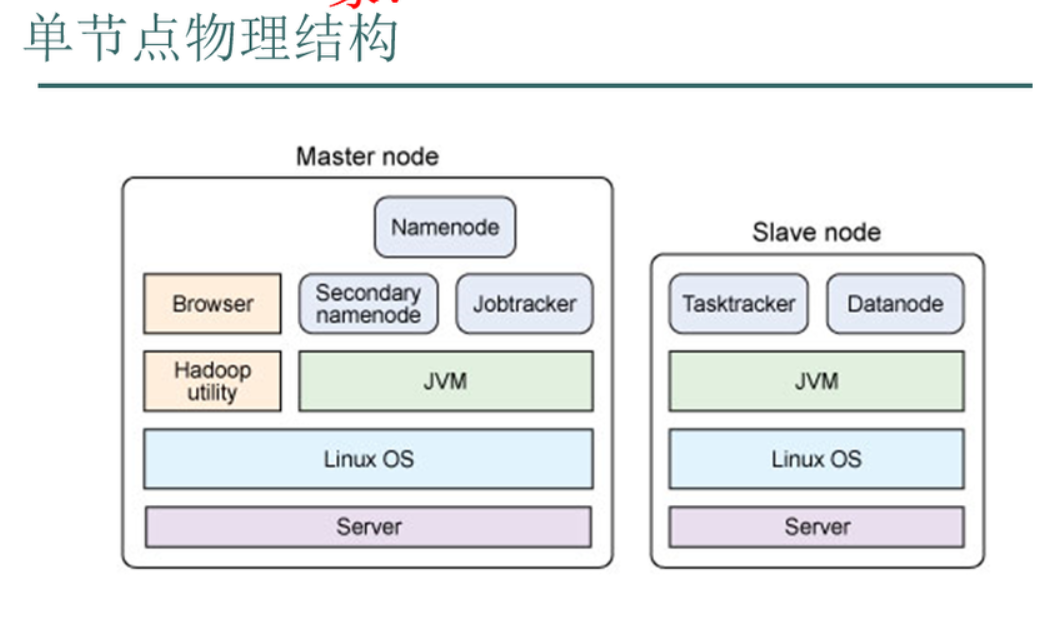 单节点物理结构
Master node
Namenode
Browser
Secondary
namenode
Jobtracker
Hadoop
utility
JVM
Linux OS
Server
Slave node
Tasktracker
Datanode
JVM
Linux OS
Server